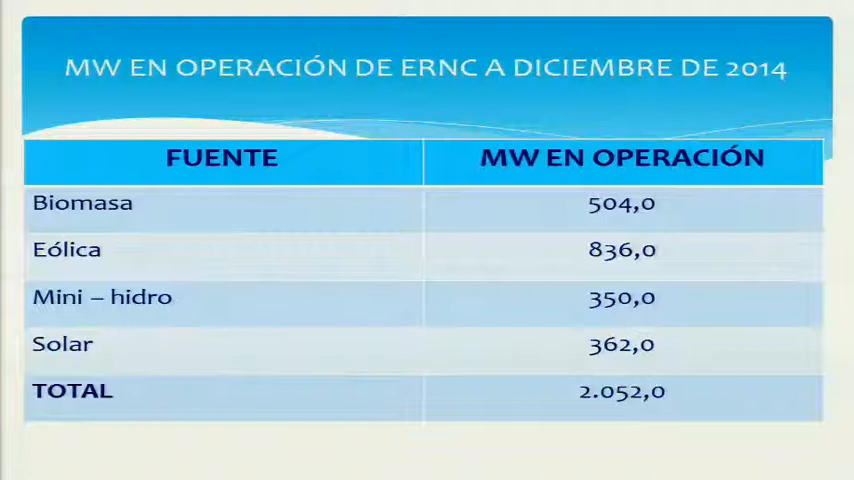 MW EN OPERACIÓN DE ERNC A DICIEMBRE DE 2014
FUENTE MW EN OPERACIÓN
Biomasa 504,0
Eólica 836,0
Mini – hidro 350,0
Solar 362,0
TOTAL 2.052,0